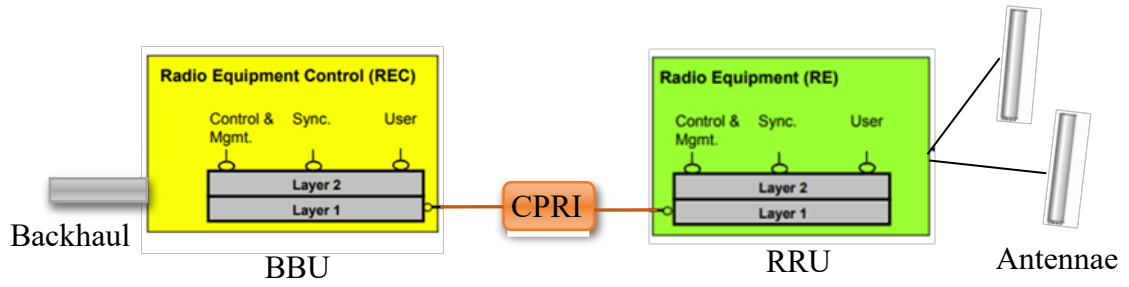 Radio Equipment Control (REC)
Control & Sync. User
Mgmt.
Layer 2
Layer 1
Backhaul
BBU
CPRI
Radio Equipment (RE)
Control & Sync. User
Mgmt.
Layer 2
Layer 1
RRU
Antennae